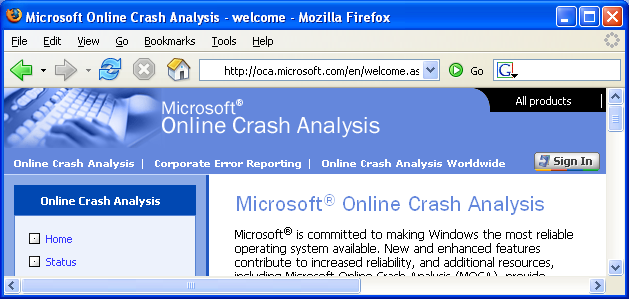 Microsoft Online Crash Analysis - welcome - Mozilla Firefox
File Edit View Go Bookmarks Tools Help
http://oca.microsoft.com/en/welcome.as Go G
All products
Microsoft®
Online Crash Analysis
Online Crash Analysis | Corporate Error Reporting | Online Crash Analysis Worldwide
Sign In
Online Crash Analysis
Home
Status
Microsoft® Online Crash Analysis
Microsoft® is committed to making Windows the most reliable
operating system available. New and enhanced features
contribute to increased reliability, and additional resources,
including Microsoft Online Crash Analysis (MOCA), provide